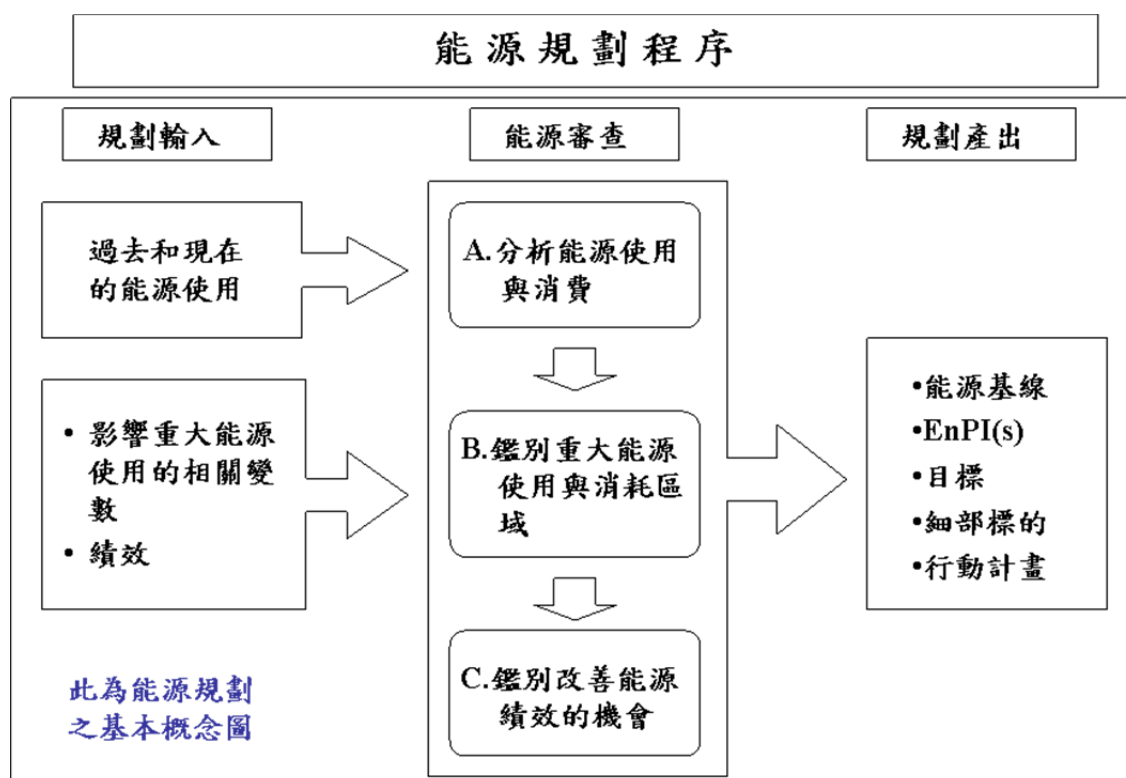 能源規劃程序
規劃輸入
能源審查
規劃產出
過去和現在
的能源使用
• 影響重大能源
使用的相關變
數
• 績效
A.分析能源使用
與消費
B.鑑別重大能源
使用與消耗區
域
C.鑑別改善能源
績效的機會
•能源基線
•EnPI(s)
•目標
•細部標的
•行動計畫
此為能源規劃
之基本概念圖